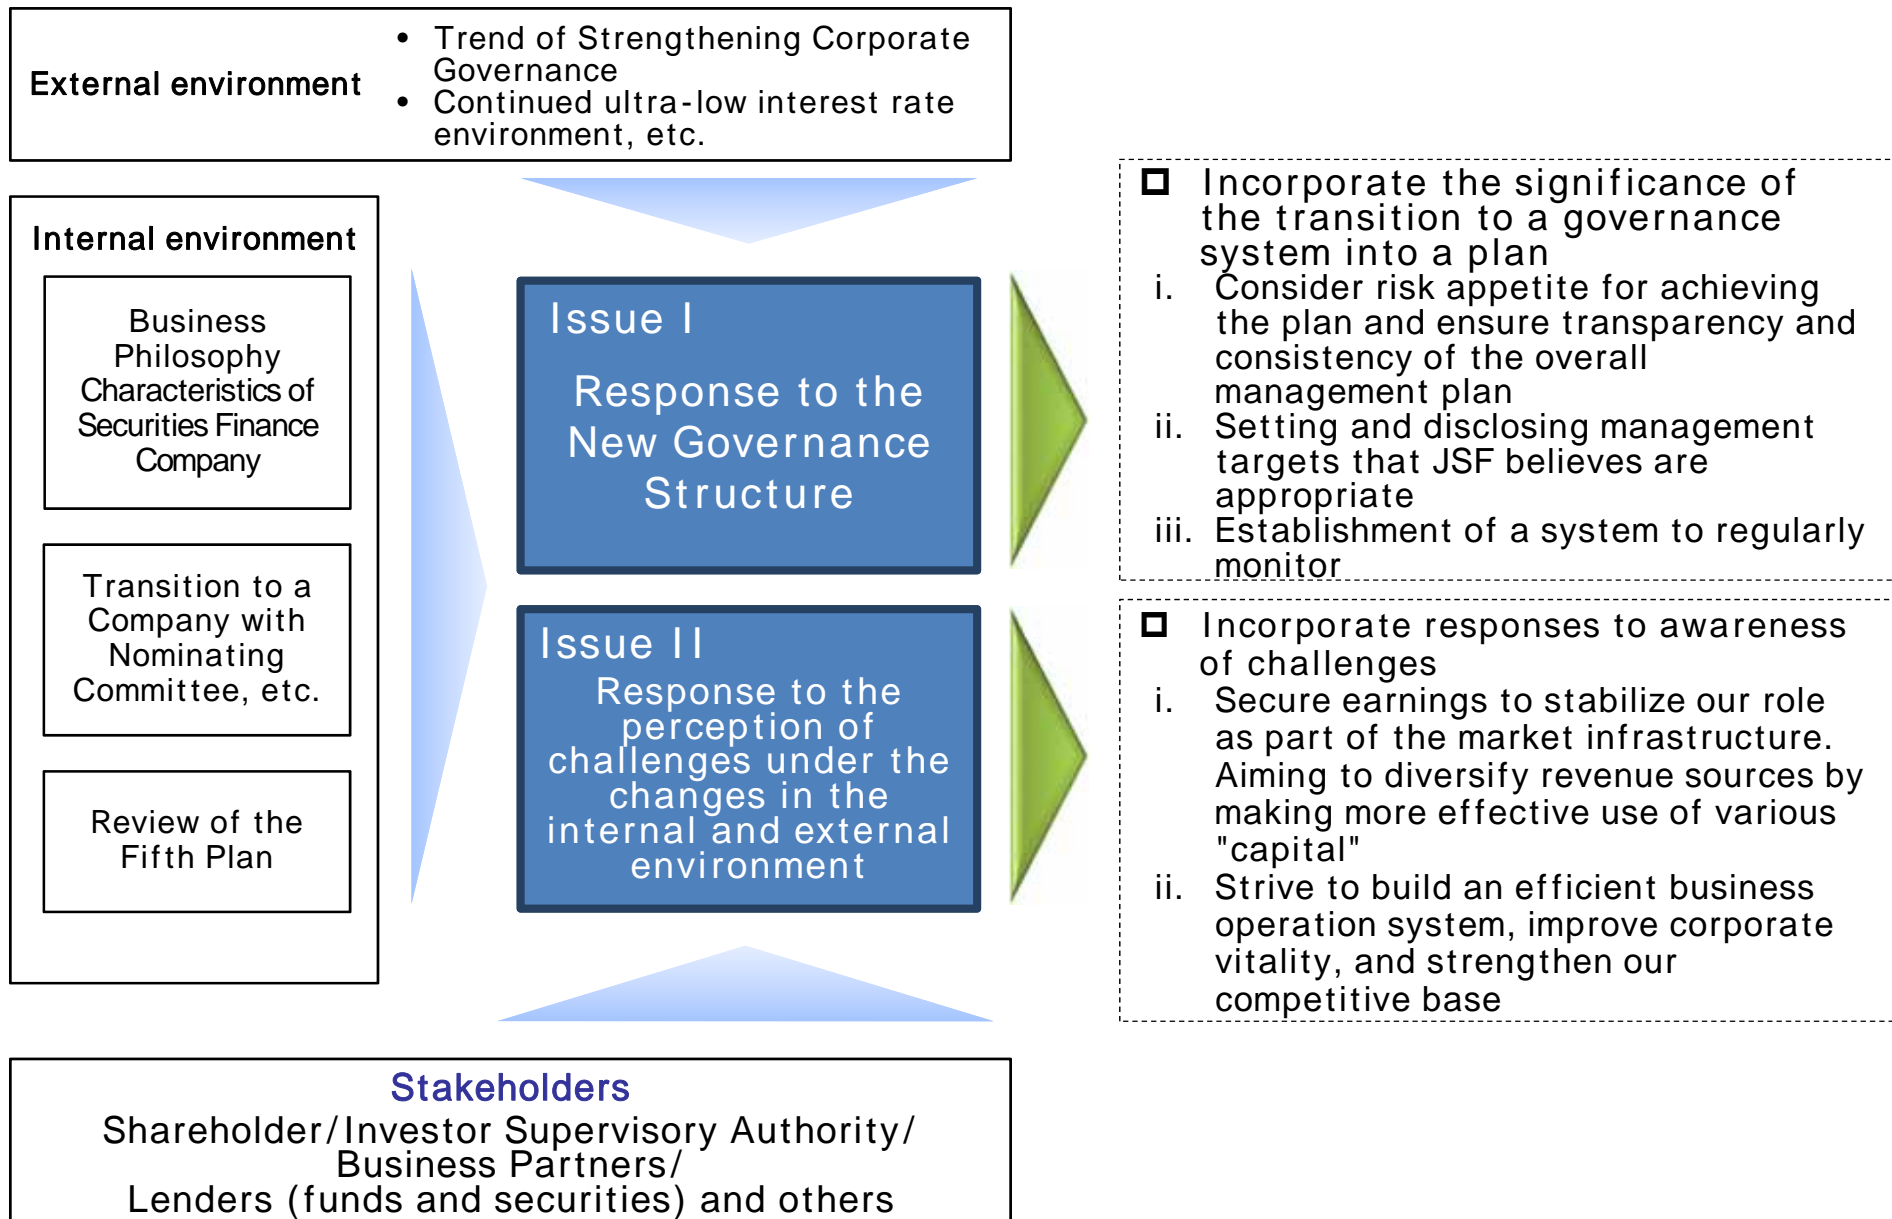 External environment
• Trend of Strengthening Corporate
Governance
• Continued ultra-low interest rate
environment, etc.
Internal environment
Business
Philosophy
Characteristics of
Securities Finance
Company
Transition to a
Company with
Nominating
Committee, etc.
Review of the
Fifth Plan
Issue I
Response to the
New Governance
Structure
Issue II
Response to the
perception of
challenges under the
changes in the
internal and external
environment
Incorporate the significance of
the transition to a governance
system into a plan
i. Consider risk appetite for achieving
the plan and ensure transparency and
consistency of the overall
management plan
ii. Setting and disclosing management
targets that JSF believes are
appropriate
iii. Establishment of a system to regularly
monitor
Incorporate responses to awareness
of challenges
i. Secure earnings to stabilize our role
as part of the market infrastructure.
Aiming to diversify revenue sources by
making more effective use of various
"capital"
ii. Strive to build an efficient business
operation system, improve corporate
vitality, and strengthen our
competitive base
Stakeholders
Shareholder/Investor Supervisory Authority/
Business Partners/
Lenders (funds and securities) and others